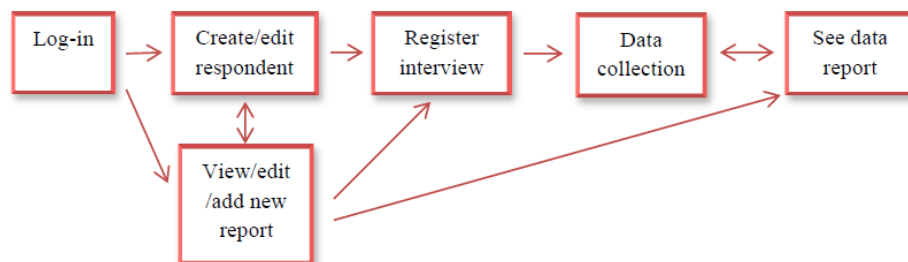 Log-in
Create/edit
respondent
Register
interview
Data
collection
See data
report
View/edit
/add new
report